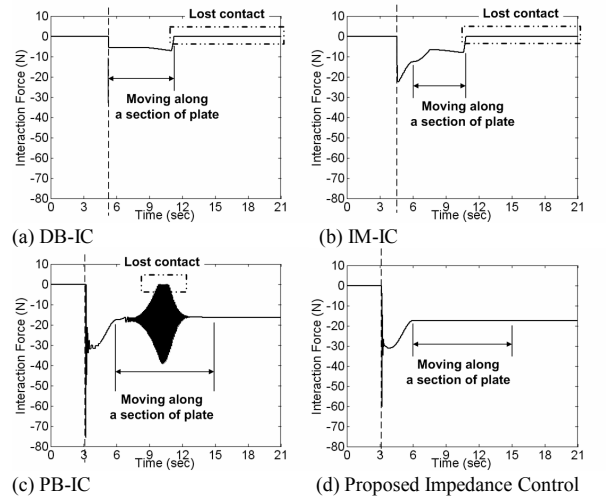 Lost contact
Interaction Force (N)
10
0
-10
-20
-30
-40
-50
-60
-70
-80
Moving along
a section of plate
0 3 6 9 12 15 18 21
Time (sec)
(a) DB-IC
Lost contact
Interaction Force (N)
10
0
-10
-20
-30
-40
-50
-60
-70
-80
Moving along
a section of plate
0 3 6 9 12 15 18 21
Time (sec)
(b) IM-IC
Lost contact
Interaction Force (N)
10
0
-10
-20
-30
-40
-50
-60
-70
-80
Moving along
a section of plate
0 3 6 9 12 15 18 21
Time (sec)
(c) PB-IC
Interaction Force (N)
10
0
-10
-20
-30
-40
-50
-60
-70
-80
Moving along
a section of plate
0 3 6 9 12 15 18 21
Time (sec)
(d) Proposed Impedance Control